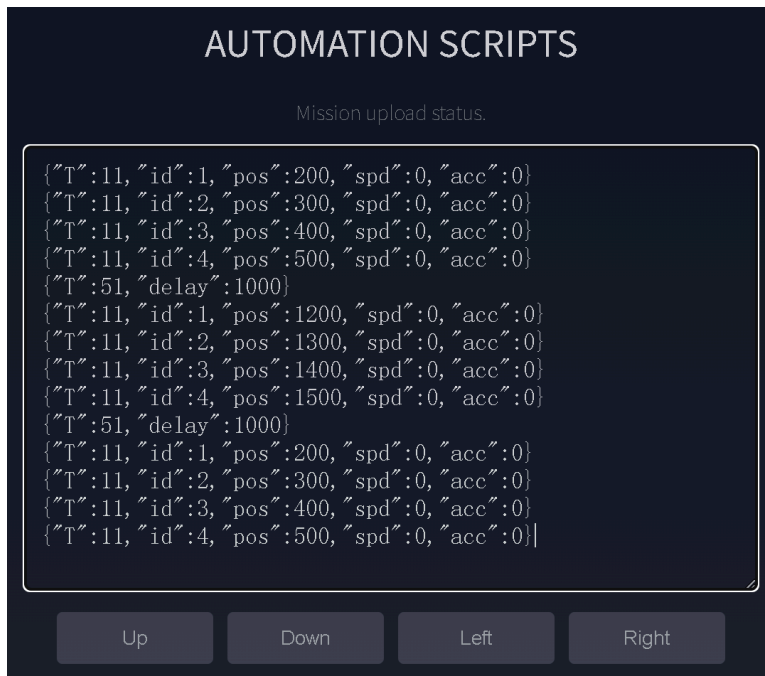 AUTOMATION SCRIPTS
Mission upload status.
{"T":11,"id":1,"pos":200,"spd":0,"acc":0}
{"T":11,"id":2,"pos":300,"spd":0,"acc":0}
{"T":11,"id":3,"pos":400,"spd":0,"acc":0}
{"T":11,"id":4,"pos":500,"spd":0,"acc":0}
{"T":51,"delay":1000}
{"T":11,"id":1,"pos":1200,"spd":0,"acc":0}
{"T":11,"id":2,"pos":1300,"spd":0,"acc":0}
{"T":11,"id":3,"pos":1400,"spd":0,"acc":0}
{"T":11,"id":4,"pos":1500,"spd":0,"acc":0}
{"T":51,"delay":1000}
{"T":11,"id":1,"pos":200,"spd":0,"acc":0}
{"T":11,"id":2,"pos":300,"spd":0,"acc":0}
{"T":11,"id":3,"pos":400,"spd":0,"acc":0}
{"T":11,"id":4,"pos":500,"spd":0,"acc":0}
Up Down Left Right